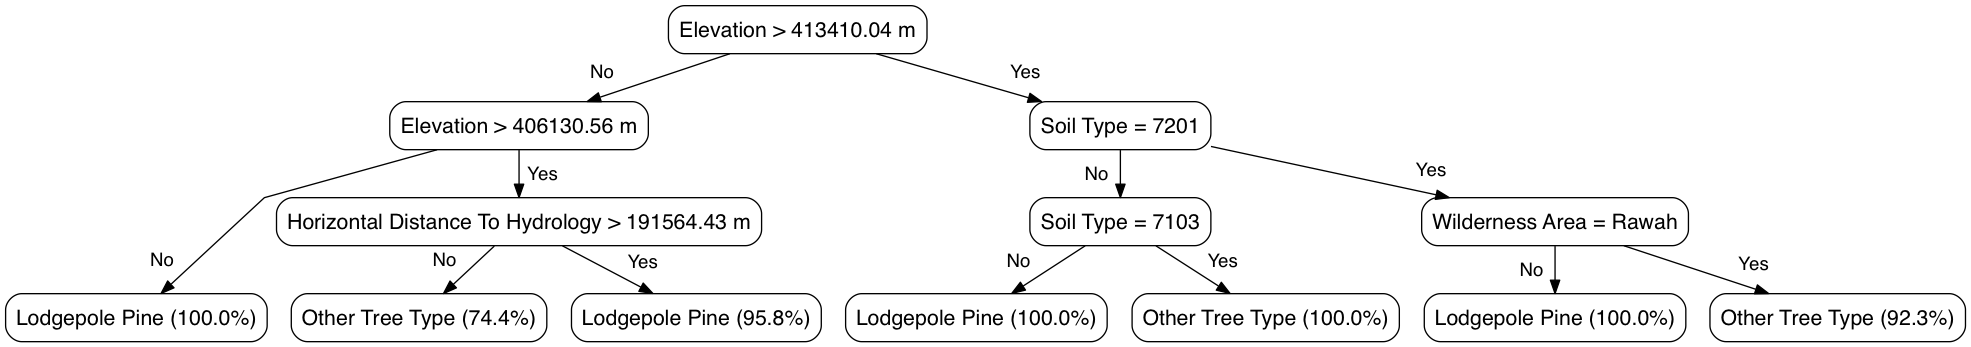 Elevation > 413410.04 m
No
Yes
Elevation > 406130.56 m
Soil Type = 7201
Yes
No
Yes
Horizontal Distance To Hydrology > 191564.43 m
Soil Type = 7103
Wilderness Area = Rawah
No
No
Yes
No
Yes
No
Yes
Lodgepole Pine (100.0%)
Other Tree Type (74.4%)
Lodgepole Pine (95.8%)
Lodgepole Pine (100.0%)
Other Tree Type (100.0%)
Lodgepole Pine (100.0%)
Other Tree Type (92.3%)